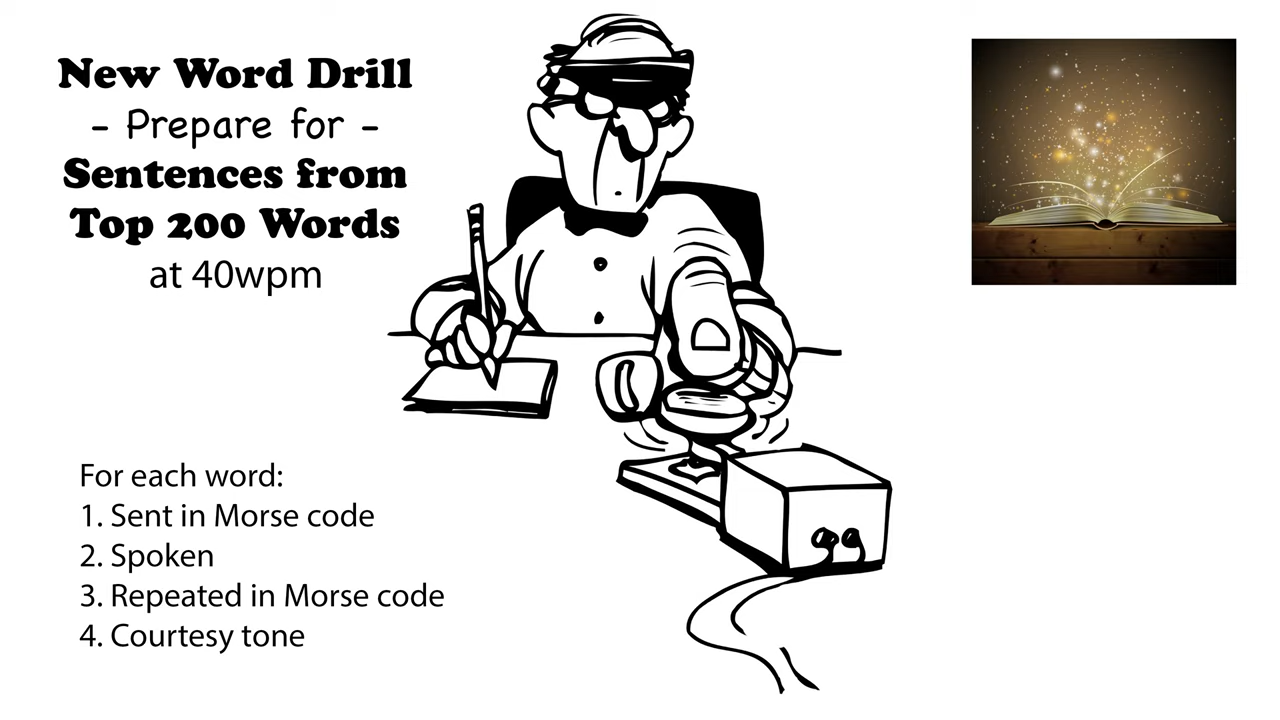 New Word Drill
- Prepare for -
Sentences from
Top 200 Words
at 40wpm
For each word:
1. Sent in Morse code
2. Spoken
3. Repeated in Morse code
4. Courtesy tone